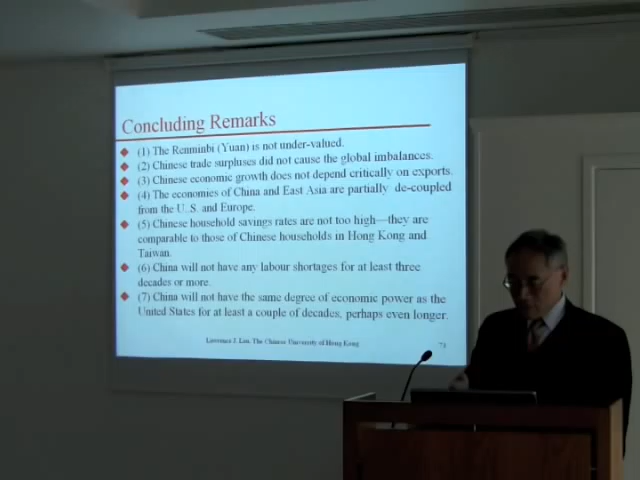 Concluding Remarks
(1) The Renminbi (Yuan) is not under-valued.
(2) Chinese trade surpluses did not cause the global imbalances.
(3) Chinese economic growth does not depend critically on exports.
(4) The economies of China and East Asia are partially de-coupled
from the U. S. and Europe.
(5) Chinese household savings rates are not too high—they are
comparable to those of Chinese households in Hong Kong and
Taiwan.
(6) China will not have any labour shortages for at least three
decades or more.
(7) China will not have the same degree of economic power as the
United States for at least a couple of decades, perhaps even longer.
Lawrence J. Lau, The Chinese University of Hong Kong
73